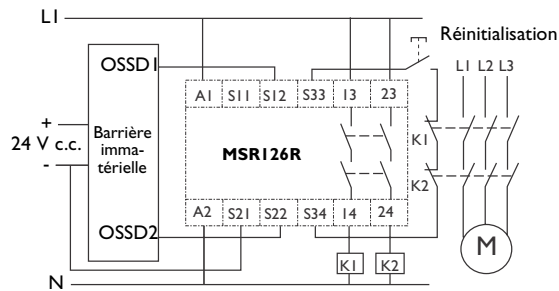 L1
Réinitialisation
OSSD1
L1 L2 L3
A1 S11 S12 S33 13 23
+
24 V c.c.
-
Barrière
imma-
térielle
MSR126R
K1
K2
A2 S21 S22 S34 14 24
OSSD2
K1 K2
M
N